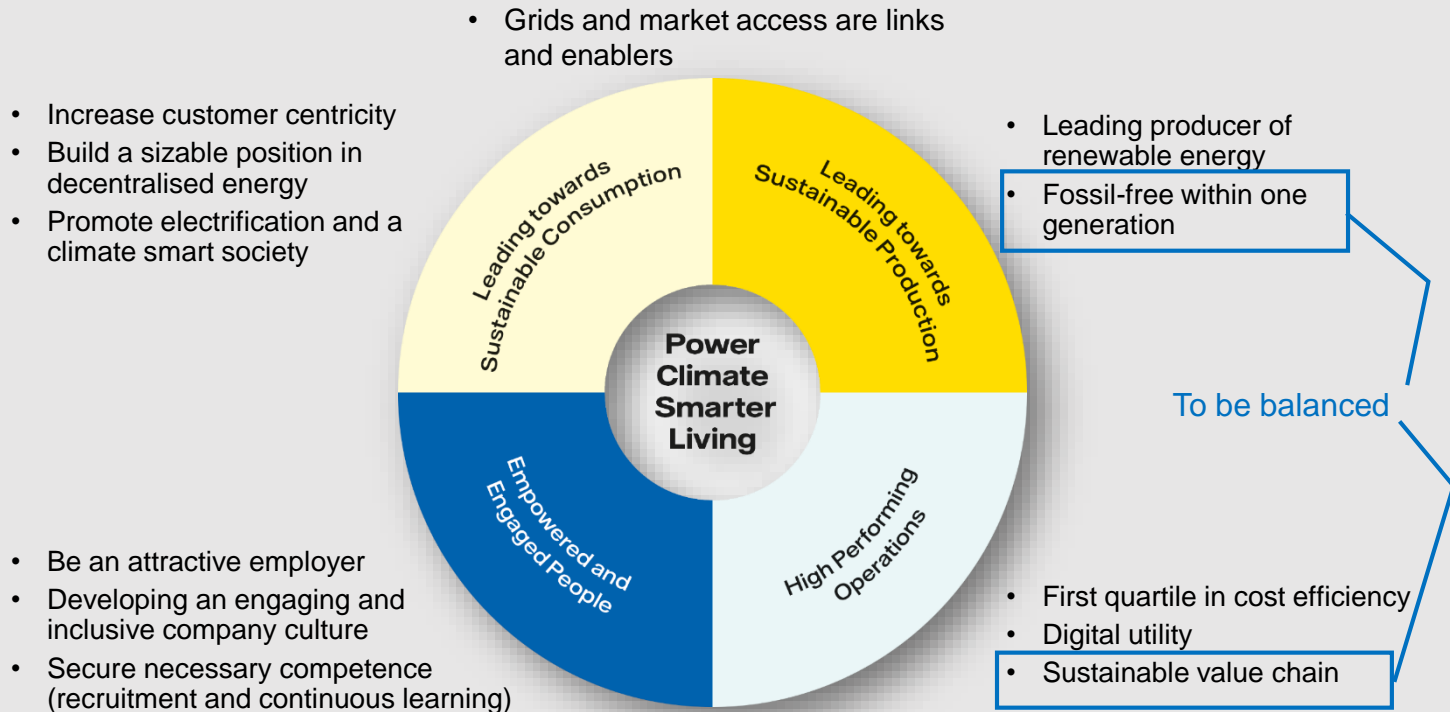 • Grids and market access are links
and enablers
• Increase customer centricity
• Build a sizable position in
decentralised energy
• Promote electrification and a
climate smart society
Leading towards
Sustainable Consumption
Leading towards
Sustainable Production
• Leading producer of
renewable energy
• Fossil-free within one
generation
Power
Climate
Smarter
Living
To be balanced
Empowered and
Engaged People
High Performing
Operations
• Be an attractive employer
• Developing an engaging and
inclusive company culture
• Secure necessary competence
(recruitment and continuous learning)
• First quartile in cost efficiency
• Digital utility
• Sustainable value chain